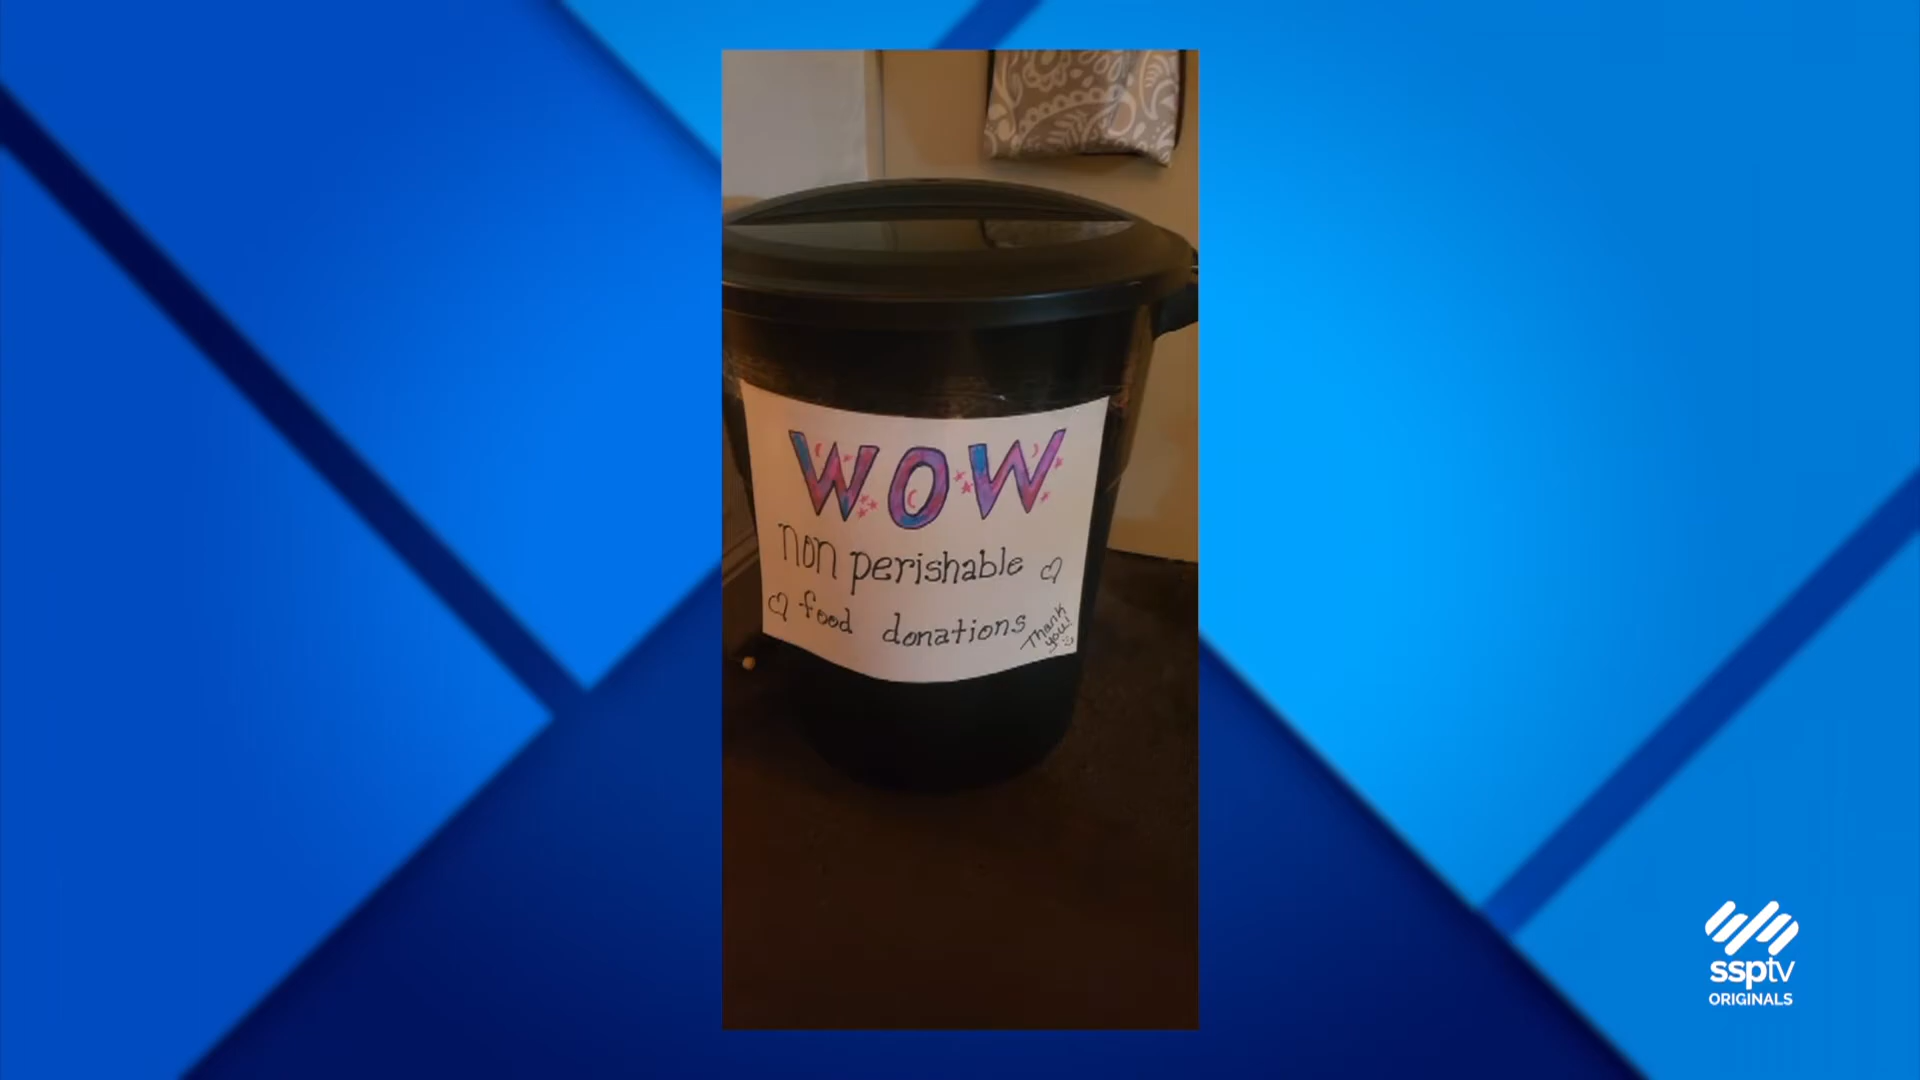 WOW
non perishable
food donations
Thank
you!
ssptv
ORIGINALS